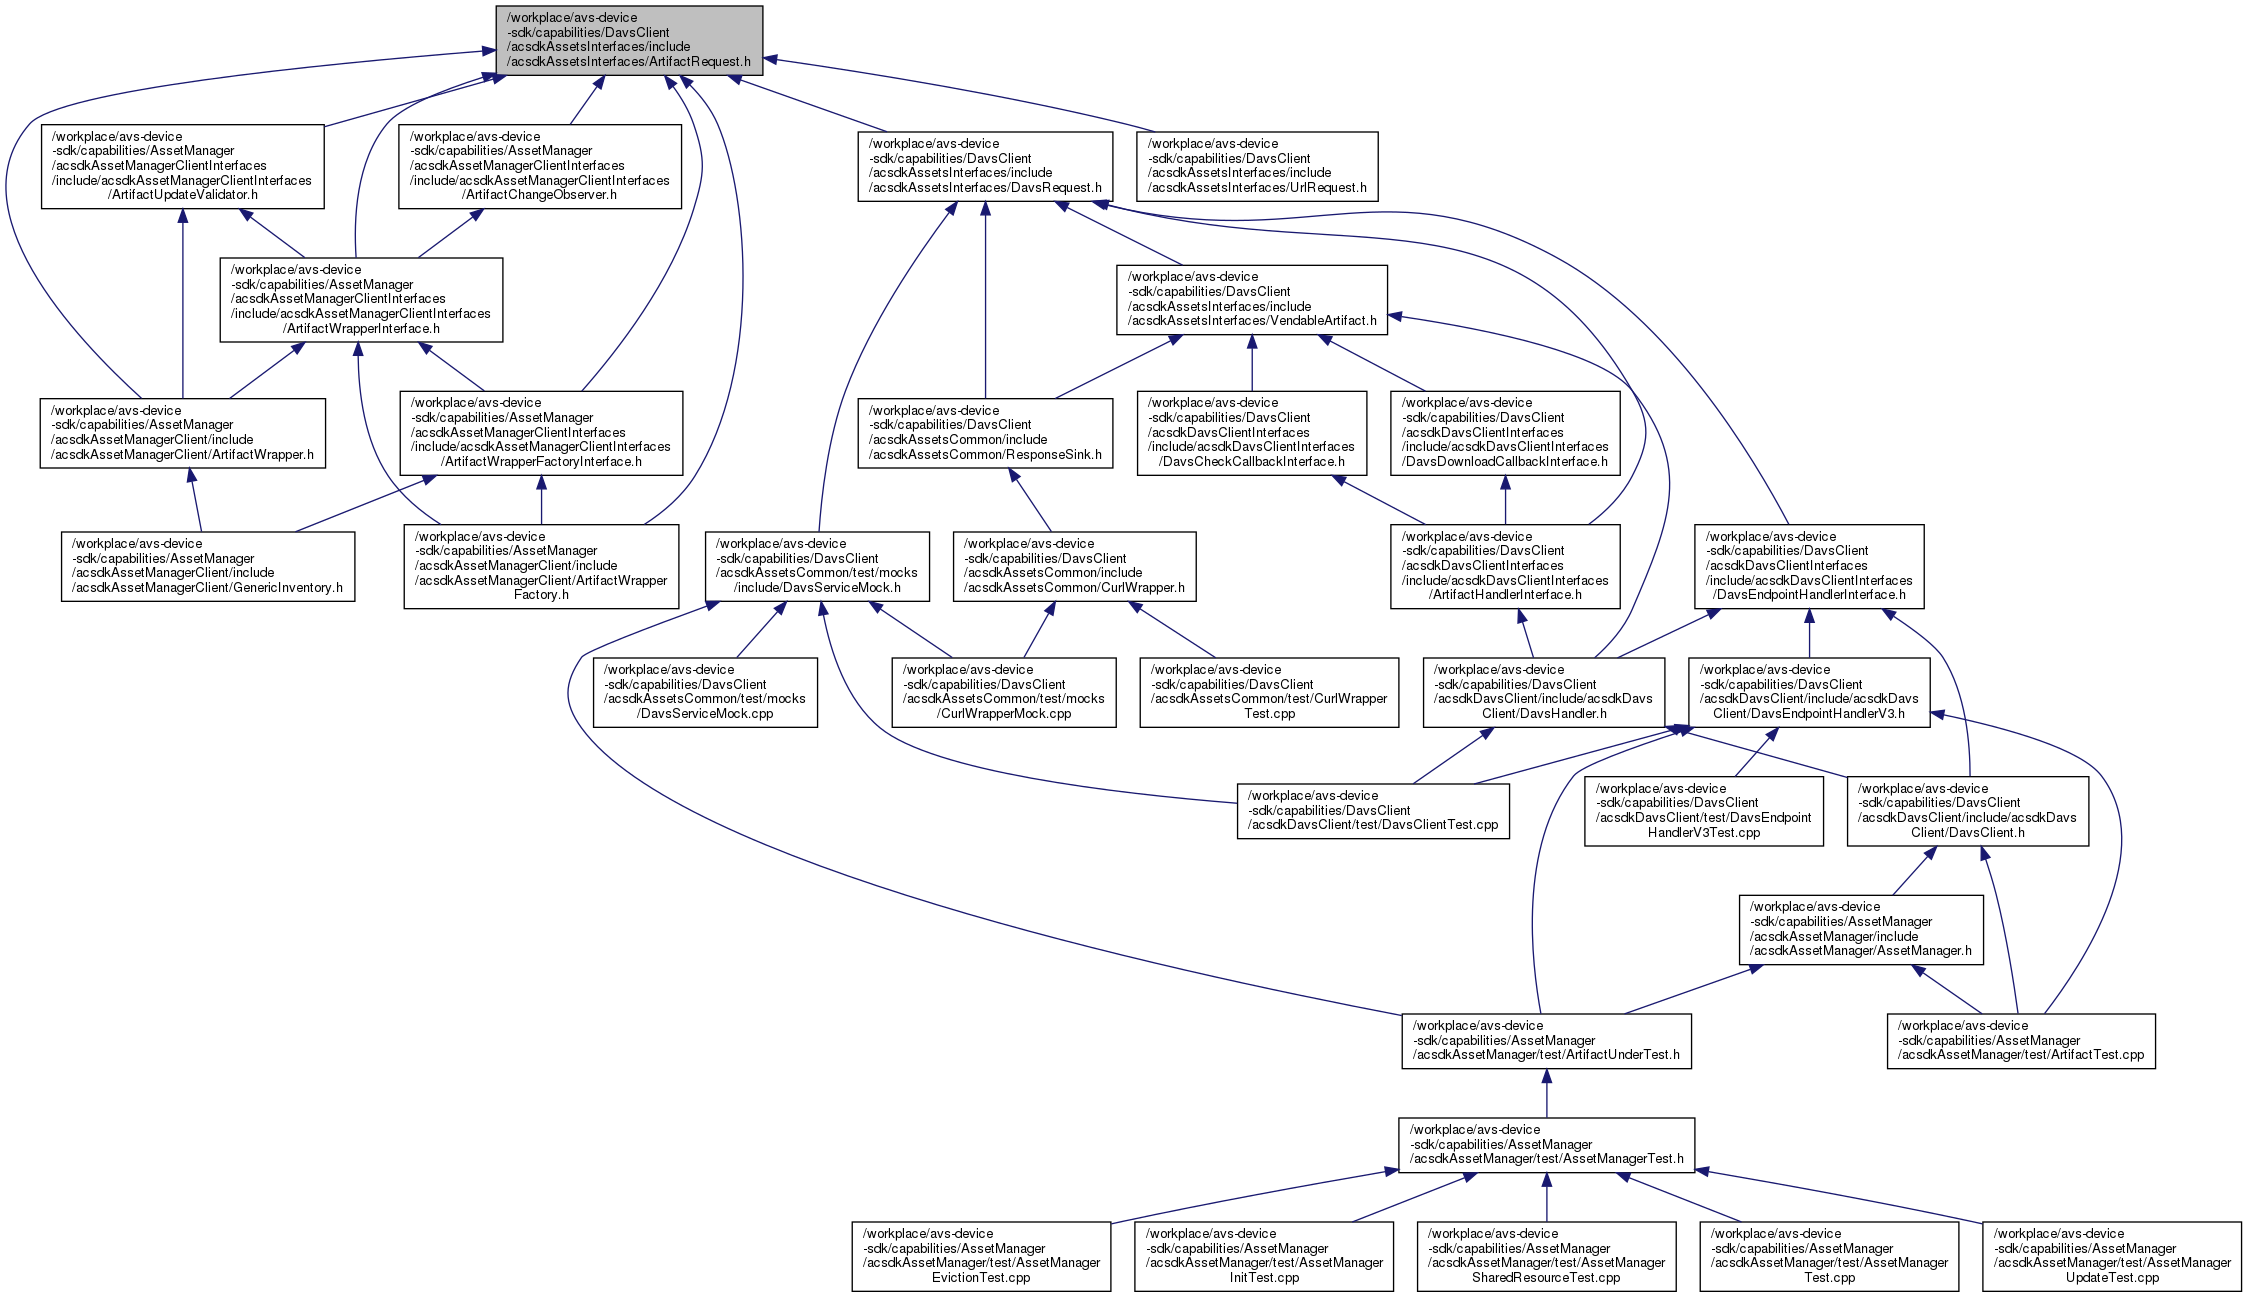 /workplace/avs-device
-sdk/capabilities/DavsClient
/acsdkAssetsInterfaces/include
/acsdkAssetsInterfaces/ArtifactRequest.h
/workplace/avs-device
-sdk/capabilities/AssetManager
/acsdkAssetManagerClientInterfaces
/include/acsdkAssetManagerClientInterfaces
/ArtifactUpdateValidator.h
/workplace/avs-device
-sdk/capabilities/AssetManager
/acsdkAssetManagerClientInterfaces
/include/acsdkAssetManagerClientInterfaces
/ArtifactChangeObserver.h
/workplace/avs-device
-sdk/capabilities/DavsClient
/acsdkAssetsInterfaces/include
/acsdkAssetsInterfaces/DavsRequest.h
/workplace/avs-device
-sdk/capabilities/DavsClient
/acsdkAssetsInterfaces/include
/acsdkAssetsInterfaces/UrlRequest.h
/workplace/avs-device
-sdk/capabilities/AssetManager
/acsdkAssetManagerClientInterfaces
/include/acsdkAssetManagerClientInterfaces
/ArtifactWrapperInterface.h
/workplace/avs-device
-sdk/capabilities/DavsClient
/acsdkAssetsInterfaces/include
/acsdkAssetsInterfaces/VendableArtifact.h
/workplace/avs-device
-sdk/capabilities/AssetManager
/acsdkAssetManagerClient/include
/acsdkAssetManagerClient/ArtifactWrapper.h
/workplace/avs-device
-sdk/capabilities/AssetManager
/acsdkAssetManagerClientInterfaces
/include/acsdkAssetManagerClientInterfaces
/ArtifactWrapperFactoryInterface.h
/workplace/avs-device
-sdk/capabilities/DavsClient
/acsdkAssetsCommon/include
/acsdkAssetsCommon/ResponseSink.h
/workplace/avs-device
-sdk/capabilities/DavsClient
/acsdkDavsClientInterfaces
/include/acsdkDavsClientInterfaces
/DavsCheckCallbackInterface.h
/workplace/avs-device
-sdk/capabilities/DavsClient
/acsdkDavsClientInterfaces
/include/acsdkDavsClientInterfaces
/DavsDownloadCallbackInterface.h
/workplace/avs-device
-sdk/capabilities/AssetManager
/acsdkAssetManagerClient/include
/acsdkAssetManagerClient/GenericInventory.h
/workplace/avs-device
-sdk/capabilities/AssetManager
/acsdkAssetManagerClient/include
/acsdkAssetManagerClient/ArtifactWrapper
Factory.h
/workplace/avs-device
-sdk/capabilities/DavsClient
/acsdkAssetsCommon/test/mocks
/include/DavsServiceMock.h
/workplace/avs-device
-sdk/capabilities/DavsClient
/acsdkAssetsCommon/include
/acsdkAssetsCommon/CurlWrapper.h
/workplace/avs-device
-sdk/capabilities/DavsClient
/acsdkDavsClientInterfaces
/include/acsdkDavsClientInterfaces
/ArtifactHandlerInterface.h
/workplace/avs-device
-sdk/capabilities/DavsClient
/acsdkDavsClientInterfaces
/include/acsdkDavsClientInterfaces
/DavsEndpointHandlerInterface.h
/workplace/avs-device
-sdk/capabilities/DavsClient
/acsdkAssetsCommon/test/mocks
/DavsServiceMock.cpp
/workplace/avs-device
-sdk/capabilities/DavsClient
/acsdkAssetsCommon/test/mocks
/CurlWrapperMock.cpp
/workplace/avs-device
-sdk/capabilities/DavsClient
/acsdkAssetsCommon/test/CurlWrapper
Test.cpp
/workplace/avs-device
-sdk/capabilities/DavsClient
/acsdkDavsClient/include/acsdkDavs
Client/DavsHandler.h
/workplace/avs-device
-sdk/capabilities/DavsClient
/acsdkDavsClient/include/acsdkDavs
Client/DavsEndpointHandlerV3.h
/workplace/avs-device
-sdk/capabilities/DavsClient
/acsdkDavsClient/test/DavsClientTest.cpp
/workplace/avs-device
-sdk/capabilities/DavsClient
/acsdkDavsClient/test/DavsEndpoint
HandlerV3Test.cpp
/workplace/avs-device
-sdk/capabilities/DavsClient
/acsdkDavsClient/include/acsdkDavs
Client/DavsClient.h
/workplace/avs-device
-sdk/capabilities/AssetManager
/acsdkAssetManager/include
/acsdkAssetManager/AssetManager.h
/workplace/avs-device
-sdk/capabilities/AssetManager
/acsdkAssetManager/test/ArtifactUnderTest.h
/workplace/avs-device
-sdk/capabilities/AssetManager
/acsdkAssetManager/test/ArtifactTest.cpp
/workplace/avs-device
-sdk/capabilities/AssetManager
/acsdkAssetManager/test/AssetManagerTest.h
/workplace/avs-device
-sdk/capabilities/AssetManager
/acsdkAssetManager/test/AssetManager
EvictionTest.cpp
/workplace/avs-device
-sdk/capabilities/AssetManager
/acsdkAssetManager/test/AssetManager
InitTest.cpp
/workplace/avs-device
-sdk/capabilities/AssetManager
/acsdkAssetManager/test/AssetManager
SharedResourceTest.cpp
/workplace/avs-device
-sdk/capabilities/AssetManager
/acsdkAssetManager/test/AssetManager
Test.cpp
/workplace/avs-device
-sdk/capabilities/AssetManager
/acsdkAssetManager/test/AssetManager
UpdateTest.cpp